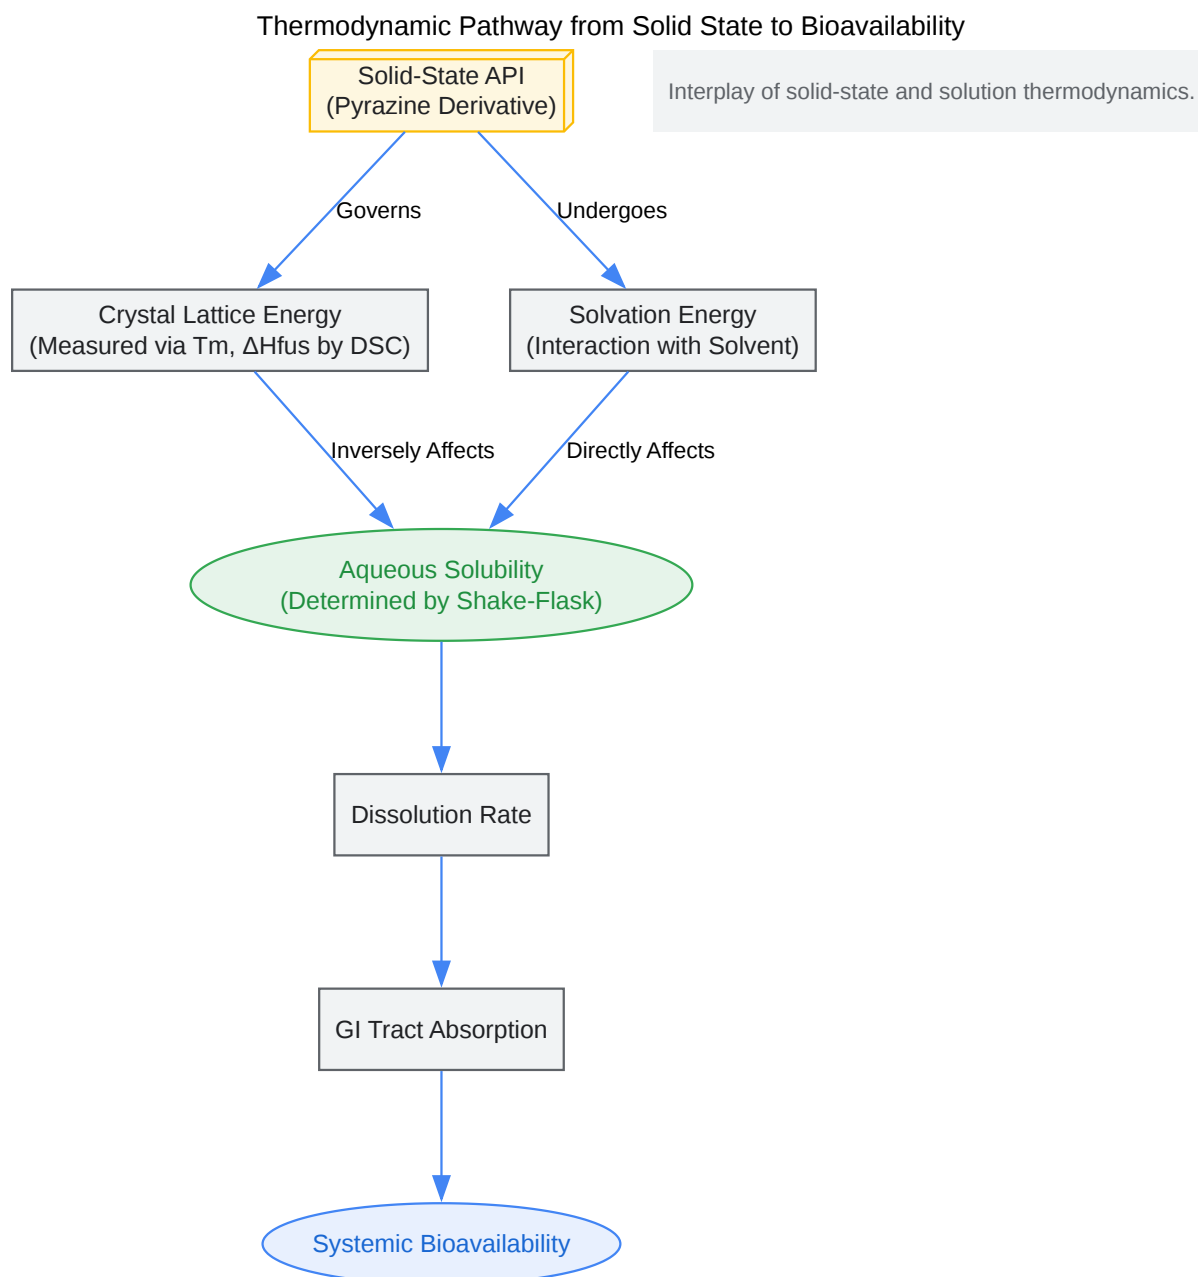 Thermodynamic Pathway from Solid State to Bioavailability
Solid-State API
(Pyrazine Derivative)
Interplay of solid-state and solution thermodynamics.
Governs
Undergoes
Crystal Lattice Energy
(Measured via Tm, ΔHfus by DSC)
Solvation Energy
(Interaction with Solvent)
Inversely Affects
Directly Affects
Aqueous Solubility
(Determined by Shake-Flask)
Dissolution Rate
GI Tract Absorption
Systemic Bioavailability